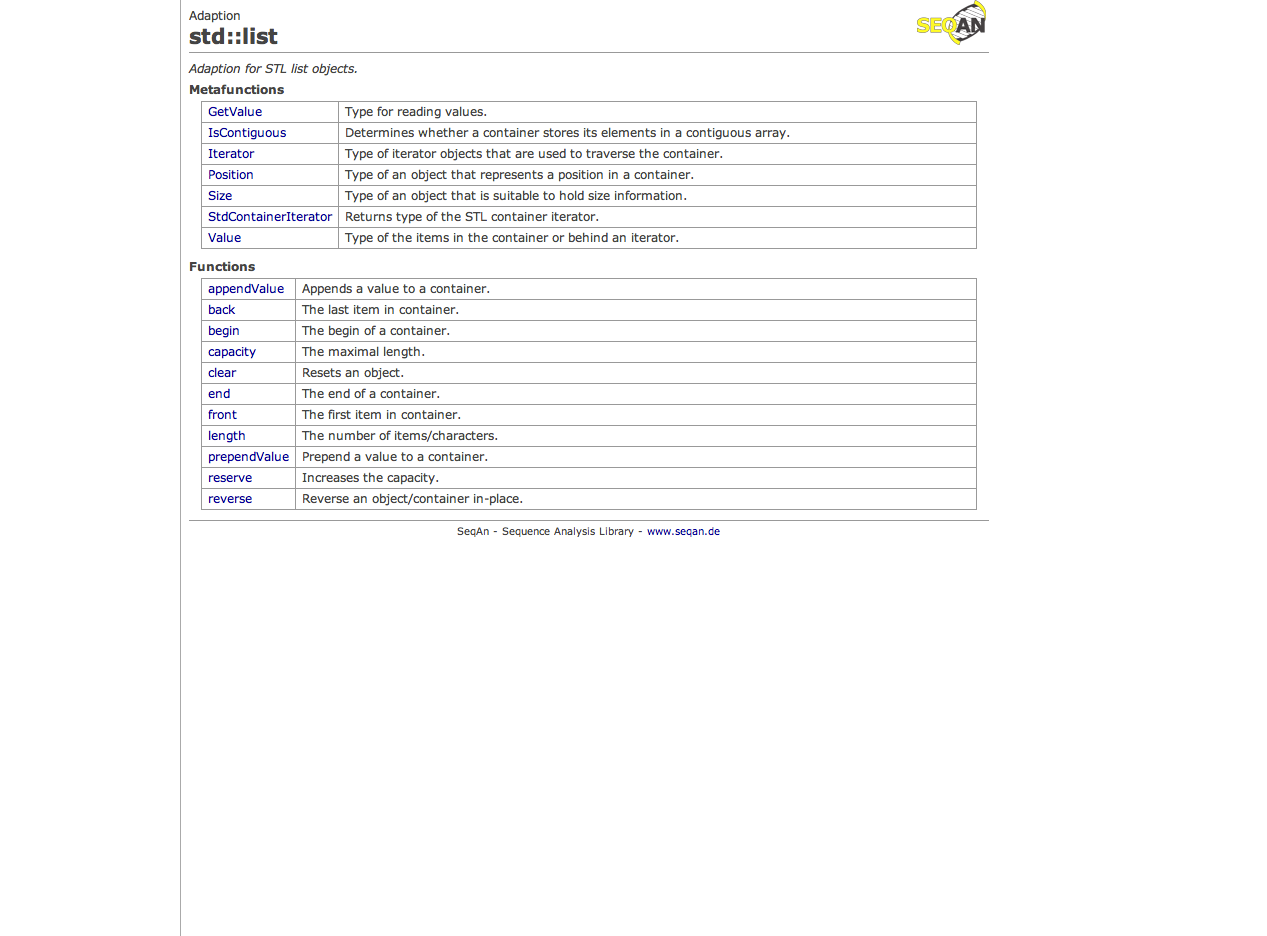 Adaption
SEQAN
std::list
Adaption for STL list objects.
Metafunctions
GetValue Type for reading values.
IsContiguous Determines whether a container stores its elements in a contiguous array.
Iterator Type of iterator objects that are used to traverse the container.
Position Type of an object that represents a position in a container.
Size Type of an object that is suitable to hold size information.
StdContainerIterator Returns type of the STL container iterator.
Value Type of the items in the container or behind an iterator.
Functions
appendValue Appends a value to a container.
back The last item in container.
begin The begin of a container.
capacity The maximal length.
clear Resets an object.
end The end of a container.
front The first item in container.
length The number of items/characters.
prependValue Prepend a value to a container.
reserve Increases the capacity.
reverse Reverse an object/container in-place.
SeqAn - Sequence Analysis Library - www.seqan.de